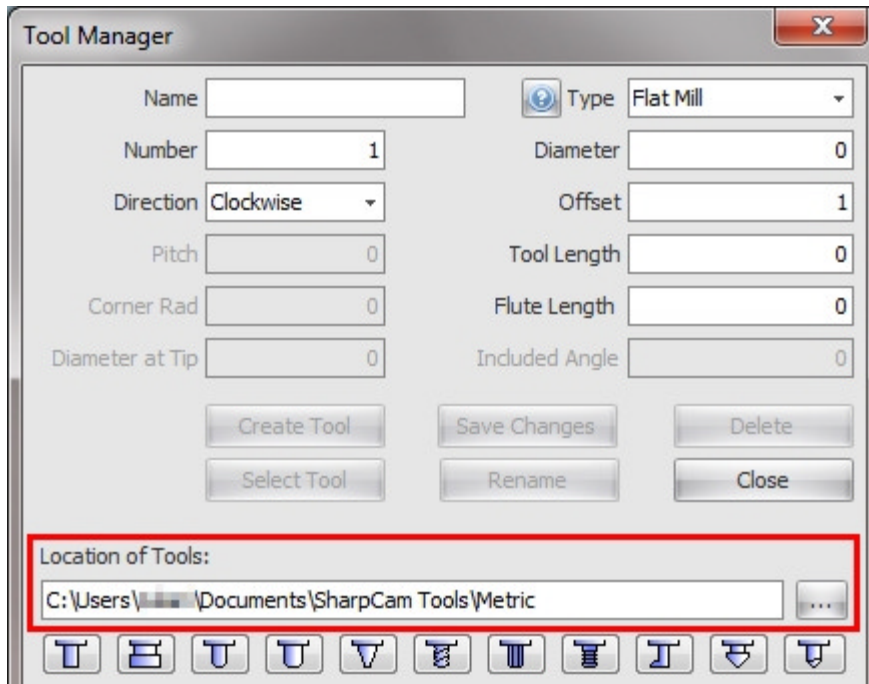 Tool Manager
Name
Type Flat Mill
Number 1
Diameter 0
Direction Clockwise
Offset 1
Pitch 0
Tool Length 0
Corner Rad 0
Flute Length 0
Diameter at Tip 0
Included Angle 0
Create Tool Save Changes Delete
Select Tool Rename Close
Location of Tools:
C:\Users\ \Documents\SharpCam Tools\Metric ...